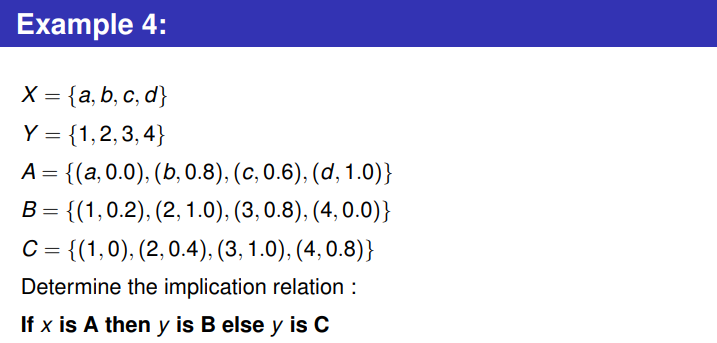 Example 4:
X = {a, b, c, d}
Y = {1, 2, 3, 4}
A = {(a, 0.0), (b, 0.8), (c, 0.6), (d, 1.0)}
B = {(1, 0.2), (2, 1.0), (3, 0.8), (4, 0.0)}
C = {(1, 0), (2, 0.4), (3, 1.0), (4, 0.8)}
Determine the implication relation :
If x is A then y is B else y is C